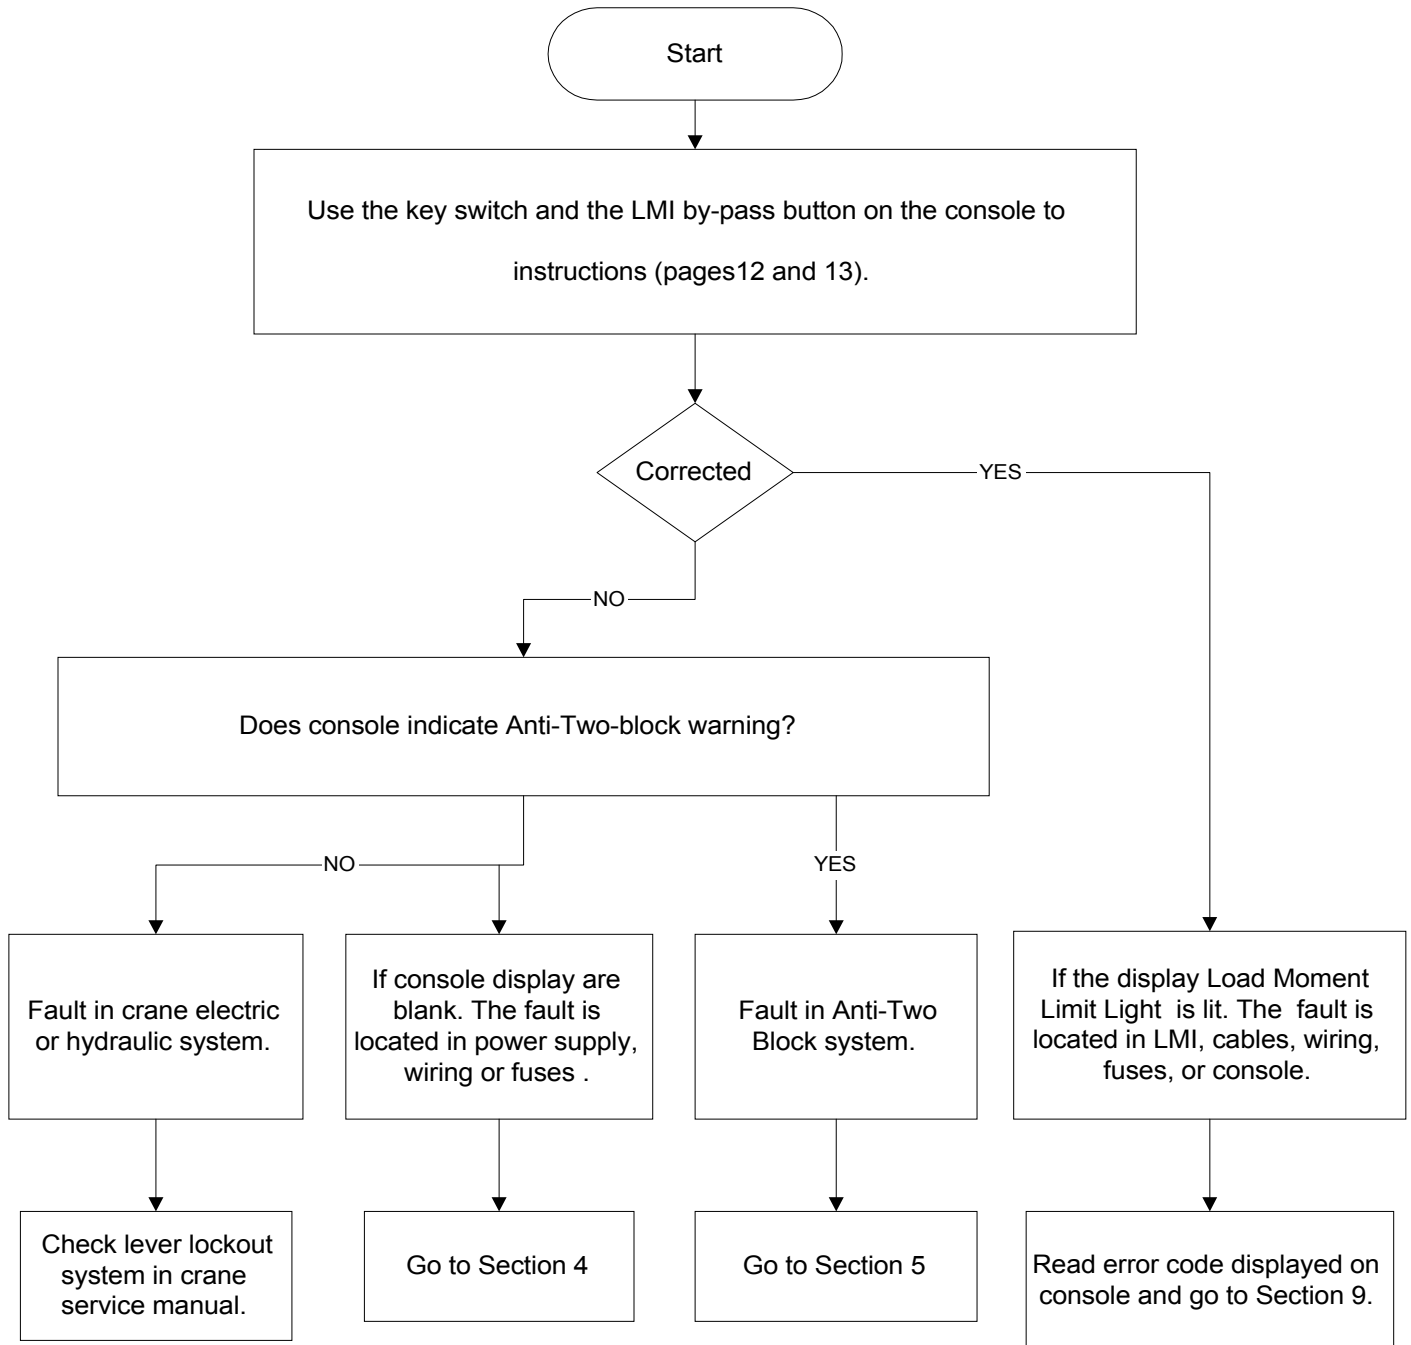 Start
Use the key switch and the LMI by-pass button on the console to
instructions (pages12 and 13).
Corrected
YES
NO
Does console indicate Anti-Two-block warning?
NO
YES
Fault in crane electric
or hydraulic system.
If console display are
blank. The fault is
located in power supply,
wiring or fuses .
Fault in Anti-Two
Block system.
If the display Load Moment
Limit Light  is lit. The  fault is
located in LMI, cables, wiring,
fuses, or console.
Check lever lockout
system in crane
service manual.
Go to Section 4
Go to Section 5
Read error code displayed on
console and go to Section 9.